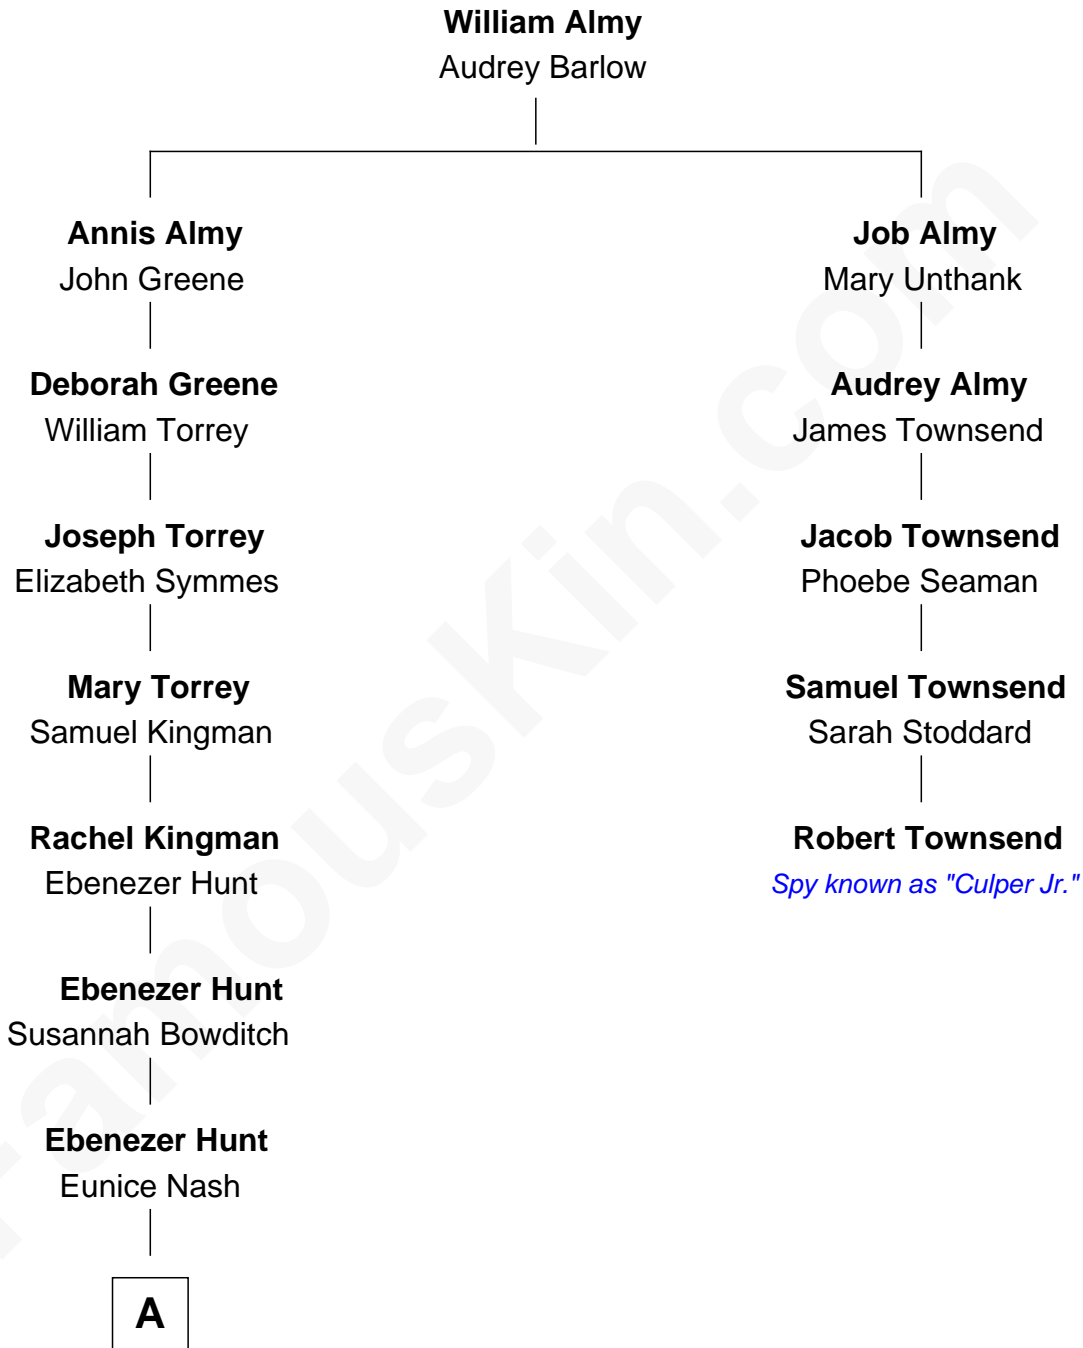 William Almy
Audrey Barlow
Annis Almy
John Greene
Job Almy
Mary Unthank
Deborah Greene
William Torrey
Audrey Almy
James Townsend
Joseph Torrey
Elizabeth Symmes
Jacob Townsend
Phoebe Seaman
Mary Torrey
Samuel Kingman
Samuel Townsend
Sarah Stoddard
Rachel Kingman
Ebenezer Hunt
Robert Townsend
Spy known as "Culper Jr."
Ebenezer Hunt
Susannah Bowditch
Ebenezer Hunt
Eunice Nash
A
FamousKin.com